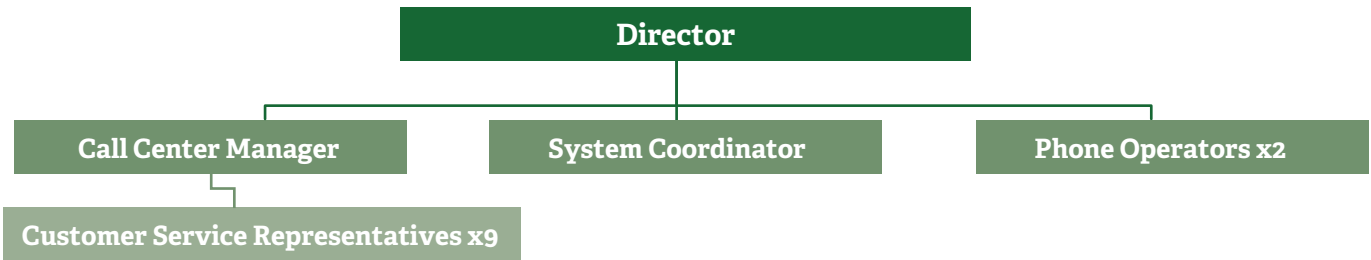 Director
Call Center Manager
System Coordinator
Phone Operators x2
Customer Service Representatives x9